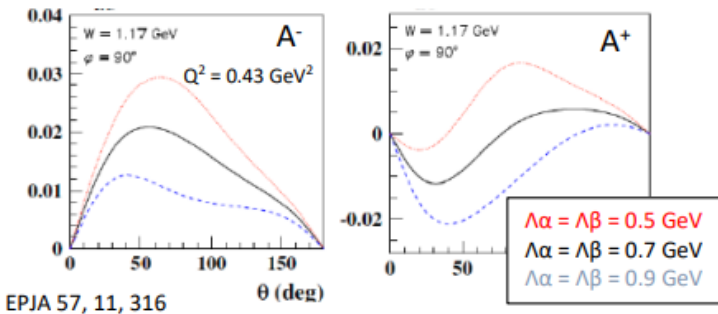 0.04
W = 1.17 GeV
φ = 90°
A-
Q² = 0.43 GeV²
0.03
0.02
0.01
0
0 50 100 150
θ (deg)
W = 1.17 GeV
φ = 90°
A+
0.02
0
-0.02
0 50
Λα = Λβ = 0.5 GeV
Λα = Λβ = 0.7 GeV
Λα = Λβ = 0.9 GeV
EPJA 57, 11, 316